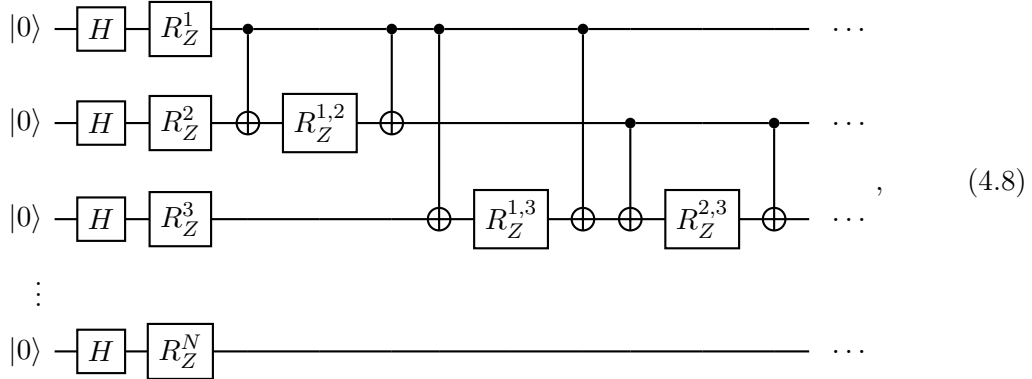 |0⟩ H R_Z^1 ⋯
|0⟩ H R_Z^2 R_Z^{1,2} ⋯
|0⟩ H R_Z^3 R_Z^{1,3} R_Z^{2,3} ⋯ , (4.8)
⋮
|0⟩ H R_Z^N ⋯